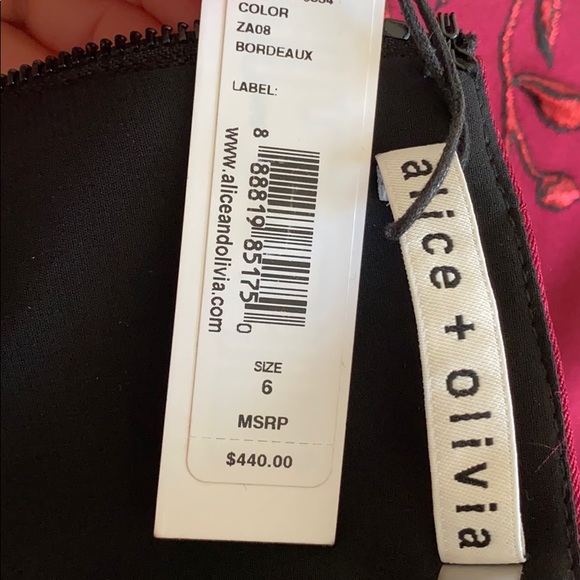 COLOR
ZA08
BORDEAUX
LABEL:
8 88819 85175 0
www.aliceandolivia.com
SIZE
6
MSRP
$440.00
alice + olivia